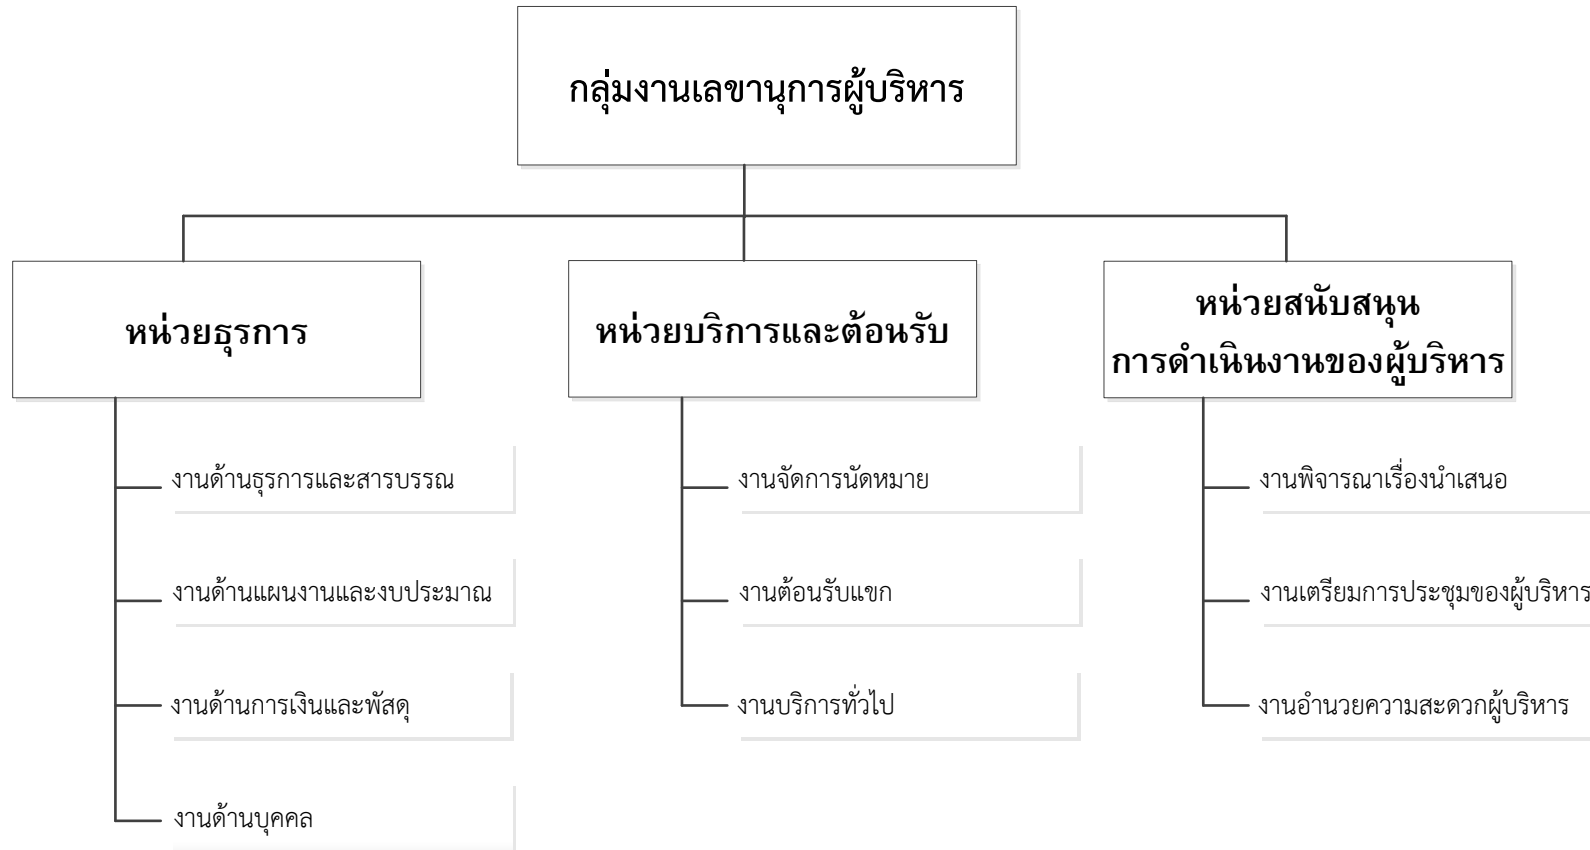 กลุ่มงานเลขานุการผู้บริหาร
หน่วยธุรการ
งานด้านธุรการและสารบรรณ
งานด้านแผนงานและงบประมาณ
งานด้านการเงินและพัสดุ
งานด้านบุคคล
หน่วยบริการและต้อนรับ
งานจัดการนัดหมาย
งานต้อนรับแขก
งานบริการทั่วไป
หน่วยสนับสนุน
การดำเนินงานของผู้บริหาร
งานพิจารณาเรื่องนำเสนอ
งานเตรียมการประชุมของผู้บริหาร
งานอำนวยความสะดวกผู้บริหาร